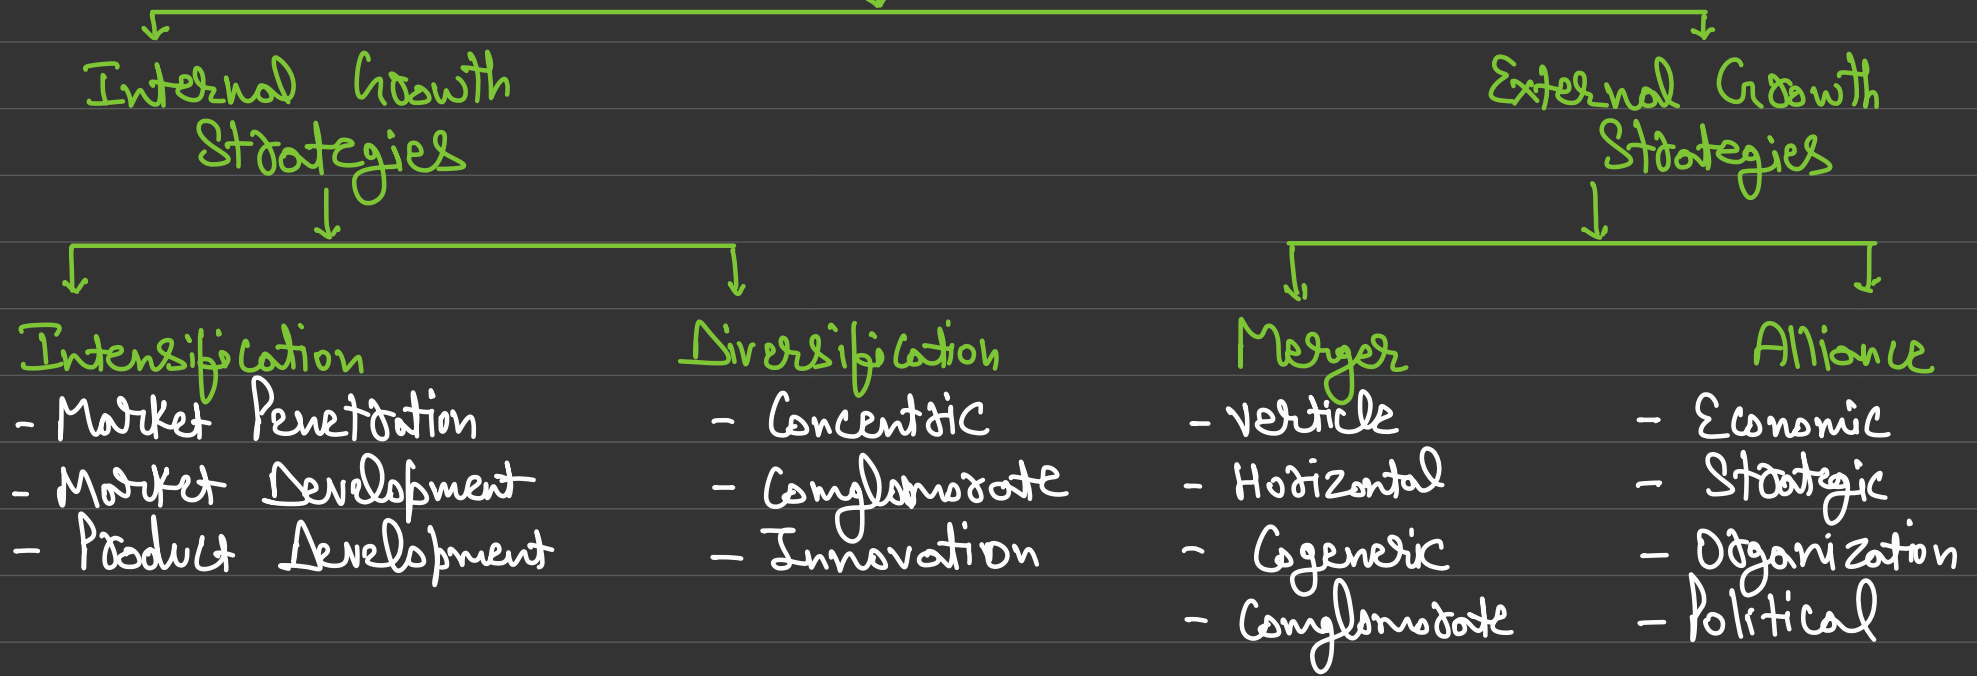 Internal Growth
Strategies
External Growth
Strategies
Intensification
- Market Penetration
- Market Development
- Product Development
Diversification
- Concentric
- Conglomorate
- Innovation
Merger
- verticle
- Horizontal
- Cogeneric
- Conglomorate
Alliance
- Economic
- Strategic
- Organization
- Political